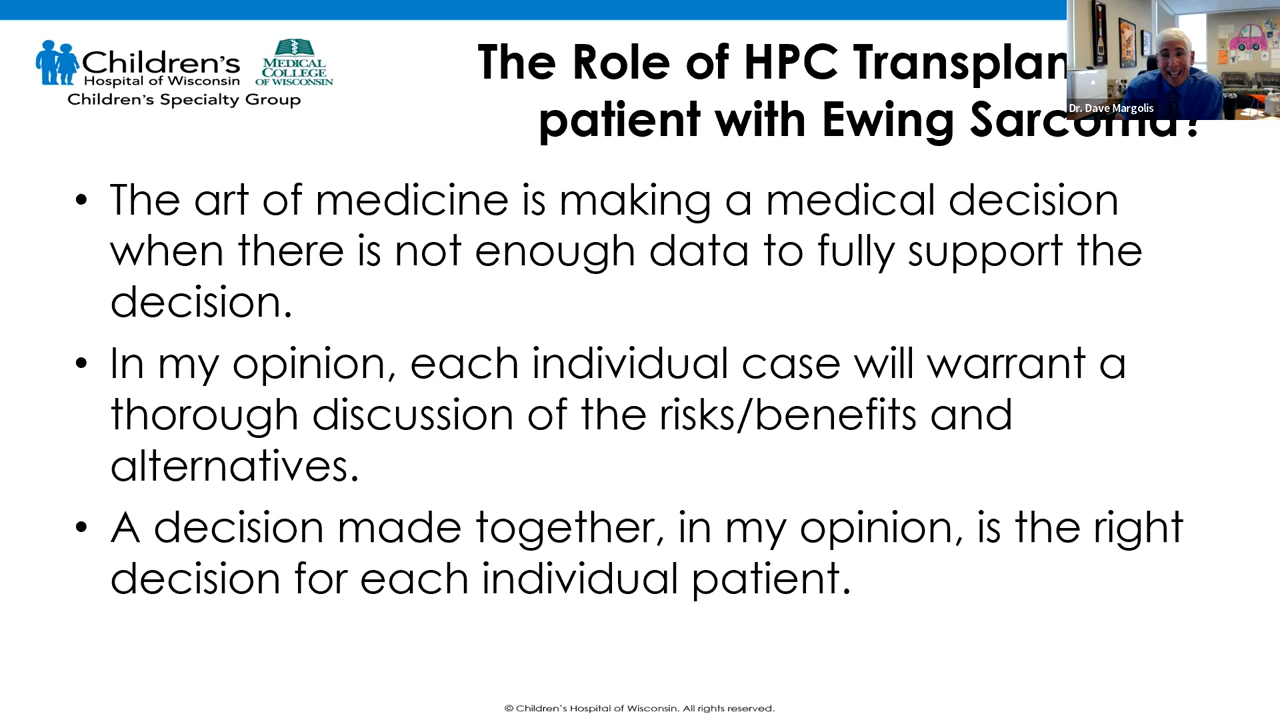 Children's
Hospital of Wisconsin
Children's Specialty Group
MEDICAL
COLLEGE
OF WISCONSIN
The Role of HPC Transplan
patient with Ewing Sarcoma?
Dr. Dave Margolis
• The art of medicine is making a medical decision
when there is not enough data to fully support the
decision.
• In my opinion, each individual case will warrant a
thorough discussion of the risks/benefits and
alternatives.
• A decision made together, in my opinion, is the right
decision for each individual patient.
© Children's Hospital of Wisconsin. All rights reserved.